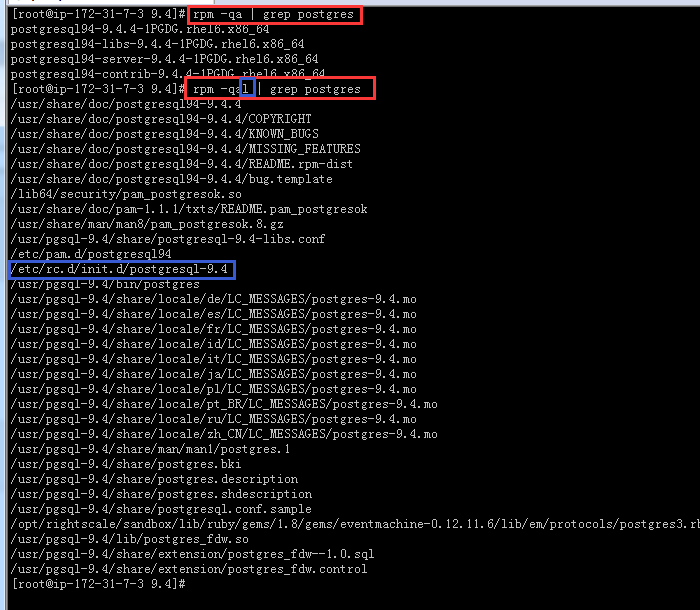 [root@ip-172-31-7-3 9.4]# rpm -qa | grep postgres
postgresql94-9.4.4-1PGDG.rhel6.x86_64
postgresql94-libs-9.4.4-1PGDG.rhel6.x86_64
postgresql94-server-9.4.4-1PGDG.rhel6.x86_64
postgresql94-contrib-9.4.4-1PGDG.rhel6.x86_64
[root@ip-172-31-7-3 9.4]# rpm -qal | grep postgres
/usr/share/doc/postgresql94-9.4.4
/usr/share/doc/postgresql94-9.4.4/COPYRIGHT
/usr/share/doc/postgresql94-9.4.4/KNOWN_BUGS
/usr/share/doc/postgresql94-9.4.4/MISSING_FEATURES
/usr/share/doc/postgresql94-9.4.4/README.rpm-dist
/usr/share/doc/postgresql94-9.4.4/bug.template
/lib64/security/pam_postgresok.so
/usr/share/doc/pam-1.1.1/txts/README.pam_postgresok
/usr/share/man/man8/pam_postgresok.8.gz
/usr/pgsql-9.4/share/postgresql-9.4-libs.conf
/etc/pam.d/postgresql94
/etc/rc.d/init.d/postgresql-9.4
/usr/pgsql-9.4/bin/postgres
/usr/pgsql-9.4/share/locale/de/LC_MESSAGES/postgres-9.4.mo
/usr/pgsql-9.4/share/locale/es/LC_MESSAGES/postgres-9.4.mo
/usr/pgsql-9.4/share/locale/fr/LC_MESSAGES/postgres-9.4.mo
/usr/pgsql-9.4/share/locale/id/LC_MESSAGES/postgres-9.4.mo
/usr/pgsql-9.4/share/locale/it/LC_MESSAGES/postgres-9.4.mo
/usr/pgsql-9.4/share/locale/ja/LC_MESSAGES/postgres-9.4.mo
/usr/pgsql-9.4/share/locale/pl/LC_MESSAGES/postgres-9.4.mo
/usr/pgsql-9.4/share/locale/pt_BR/LC_MESSAGES/postgres-9.4.mo
/usr/pgsql-9.4/share/locale/ru/LC_MESSAGES/postgres-9.4.mo
/usr/pgsql-9.4/share/locale/zh_CN/LC_MESSAGES/postgres-9.4.mo
/usr/pgsql-9.4/share/man/man1/postgres.1
/usr/pgsql-9.4/share/postgres.bki
/usr/pgsql-9.4/share/postgres.description
/usr/pgsql-9.4/share/postgres.shdescription
/usr/pgsql-9.4/share/postgresql.conf.sample
/opt/rightscale/sandbox/lib/ruby/gems/1.8/gems/eventmachine-0.12.11.6/lib/em/protocols/postgres3.rb
/usr/pgsql-9.4/lib/postgres_fdw.so
/usr/pgsql-9.4/share/extension/postgres_fdw--1.0.sql
/usr/pgsql-9.4/share/extension/postgres_fdw.control
[root@ip-172-31-7-3 9.4]#